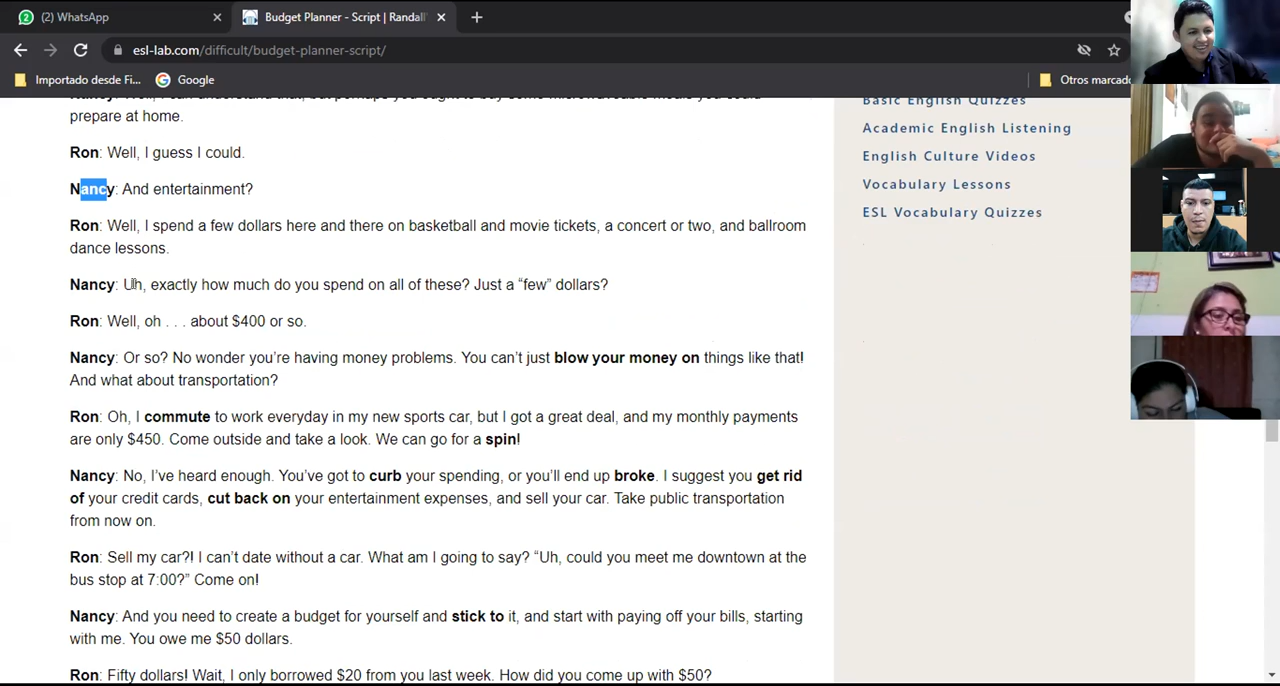 (2) WhatsApp
Budget Planner - Script | Randall'
esl-lab.com/difficult/budget-planner-script/
Importado desde Fi...
Google
Otros marcado
prepare at home.
Basic English Quizzes
Ron: Well, I guess I could.
Academic English Listening
English Culture Videos
Nancy: And entertainment?
Vocabulary Lessons
ESL Vocabulary Quizzes
Ron: Well, I spend a few dollars here and there on basketball and movie tickets, a concert or two, and ballroom
dance lessons.
Nancy: Uh, exactly how much do you spend on all of these? Just a “few” dollars?
Ron: Well, oh . . . about $400 or so.
Nancy: Or so? No wonder you’re having money problems. You can’t just blow your money on things like that!
And what about transportation?
Ron: Oh, I commute to work everyday in my new sports car, but I got a great deal, and my monthly payments
are only $450. Come outside and take a look. We can go for a spin!
Nancy: No, I’ve heard enough. You’ve got to curb your spending, or you’ll end up broke. I suggest you get rid
of your credit cards, cut back on your entertainment expenses, and sell your car. Take public transportation
from now on.
Ron: Sell my car?! I can’t date without a car. What am I going to say? “Uh, could you meet me downtown at the
bus stop at 7:00?” Come on!
Nancy: And you need to create a budget for yourself and stick to it, and start with paying off your bills, starting
with me. You owe me $50 dollars.
Ron: Fifty dollars! Wait, I only borrowed $20 from you last week. How did you come up with $50?